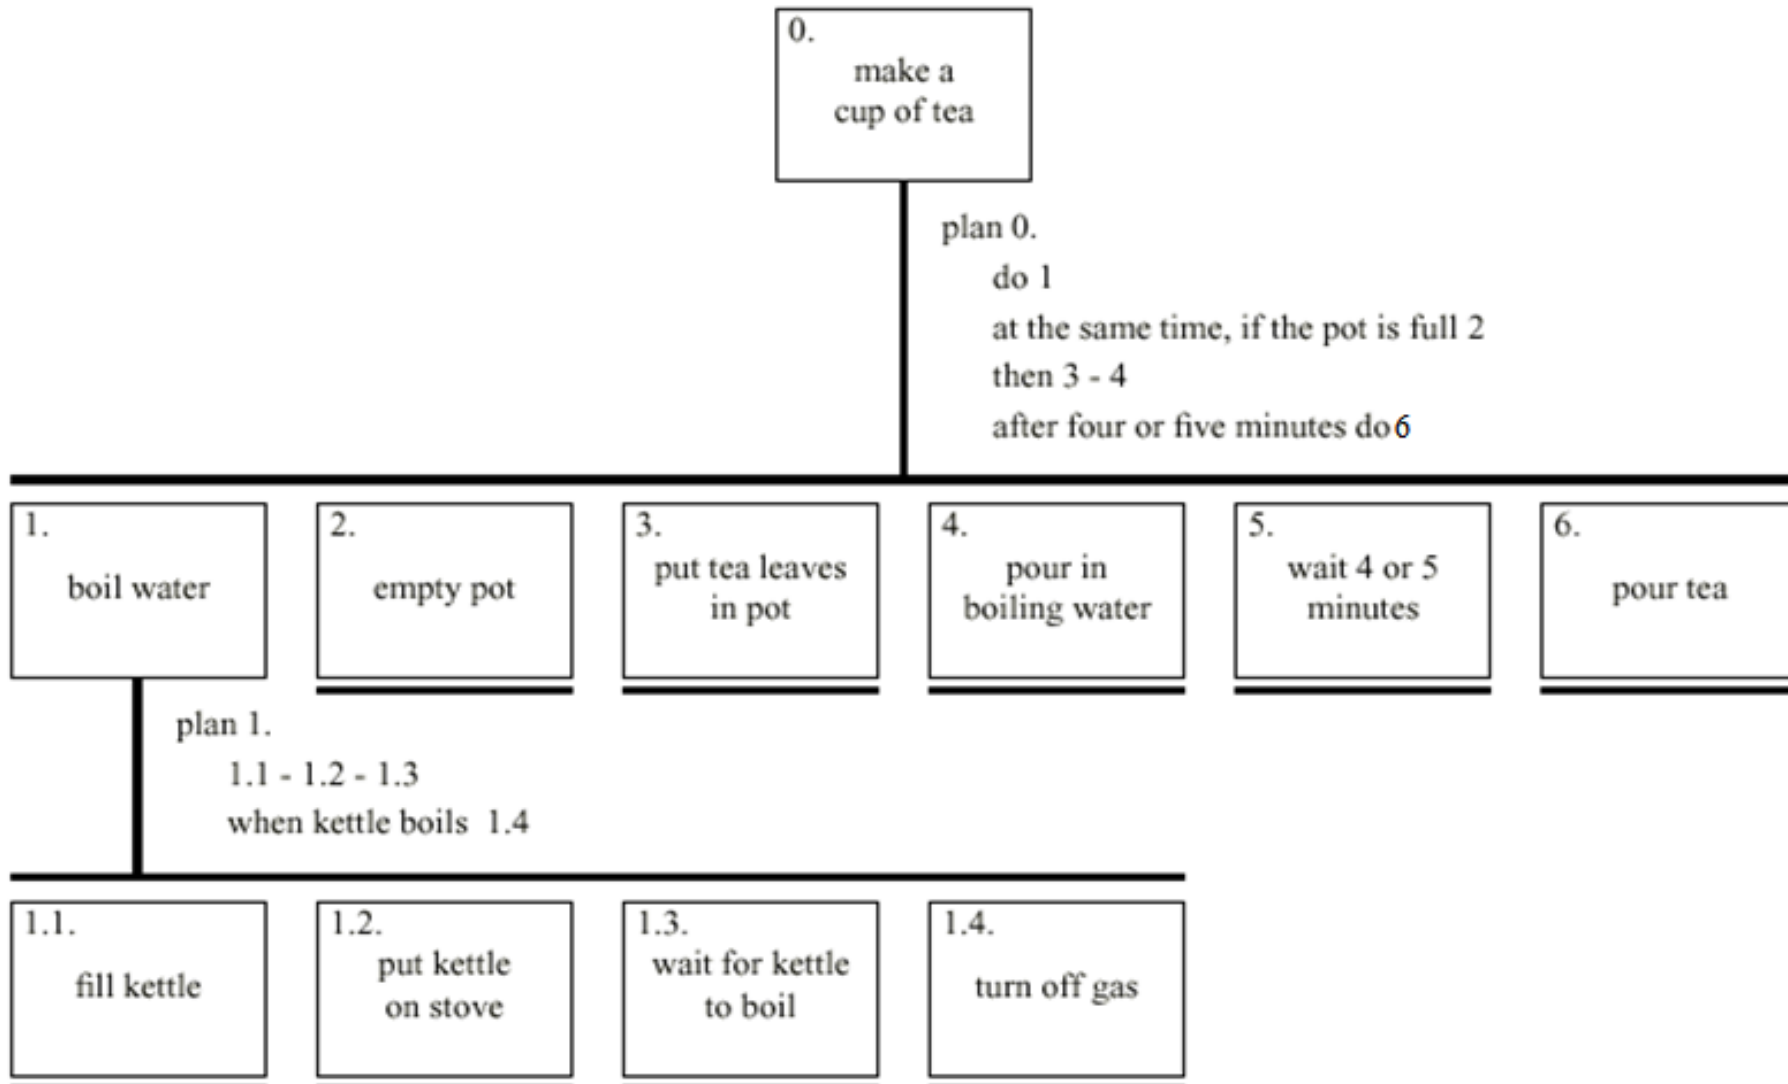 0.
make a
cup of tea
plan 0.
do 1
at the same time, if the pot is full 2
then 3 - 4
after four or five minutes do 6
1.
boil water
2.
empty pot
3.
put tea leaves
in pot
4.
pour in
boiling water
5.
wait 4 or 5
minutes
6.
pour tea
plan 1.
1.1 - 1.2 - 1.3
when kettle boils 1.4
1.1.
fill kettle
1.2.
put kettle
on stove
1.3.
wait for kettle
to boil
1.4.
turn off gas